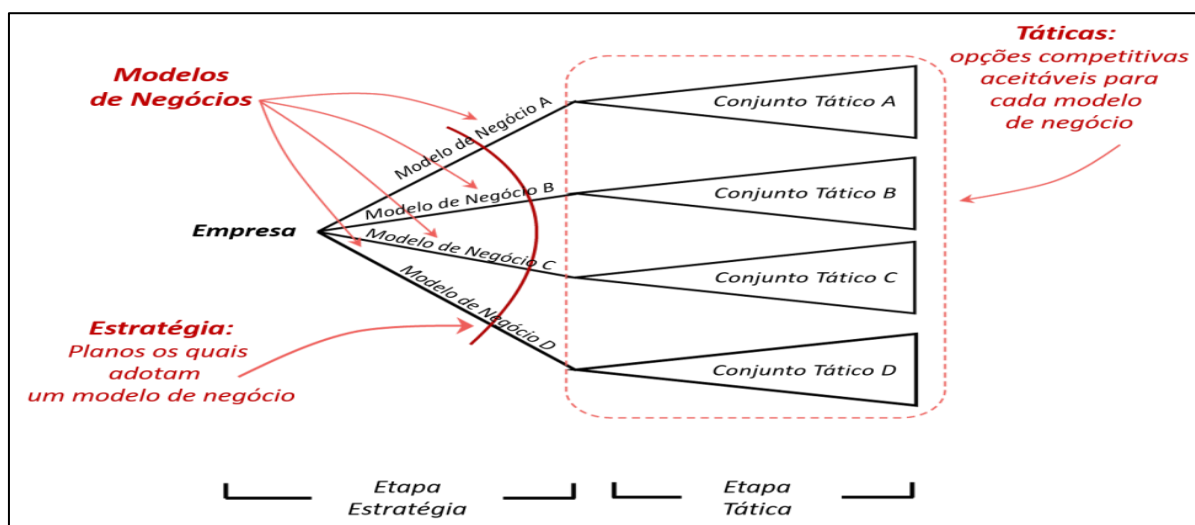 Modelos
de Negócios
Táticas:
opções competitivas
aceitáveis para
cada modelo
de negócio
Modelo de Negócio A
Conjunto Tático A
Modelo de Negócio B
Conjunto Tático B
Empresa
Modelo de Negócio C
Conjunto Tático C
Modelo de Negócio D
Conjunto Tático D
Estratégia:
Planos os quais
adotam
um modelo de negócio
Etapa
Estratégia
Etapa
Tática